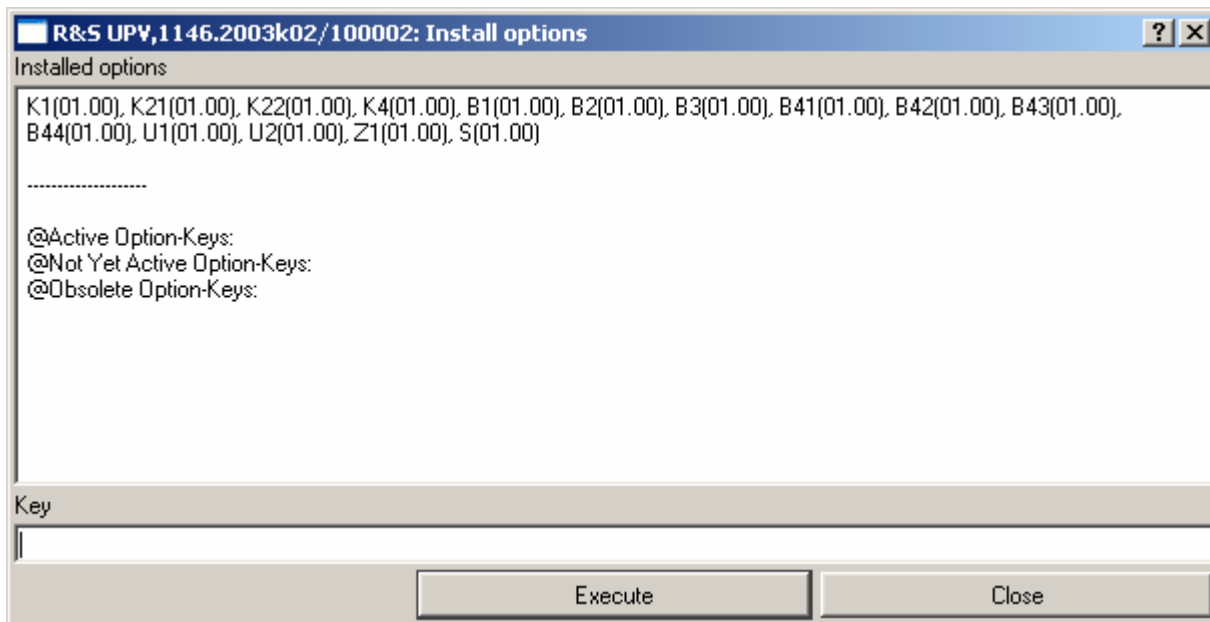 R&S UPV,1146.2003k02/100002: Install options
Installed options
K1(01.00), K21(01.00), K22(01.00), K4(01.00), B1(01.00), B2(01.00), B3(01.00), B41(01.00), B42(01.00), B43(01.00),
B44(01.00), U1(01.00), U2(01.00), Z1(01.00), S(01.00)
--------------------
@Active Option-Keys:
@Not Yet Active Option-Keys:
@Obsolete Option-Keys:
Key
Execute Close